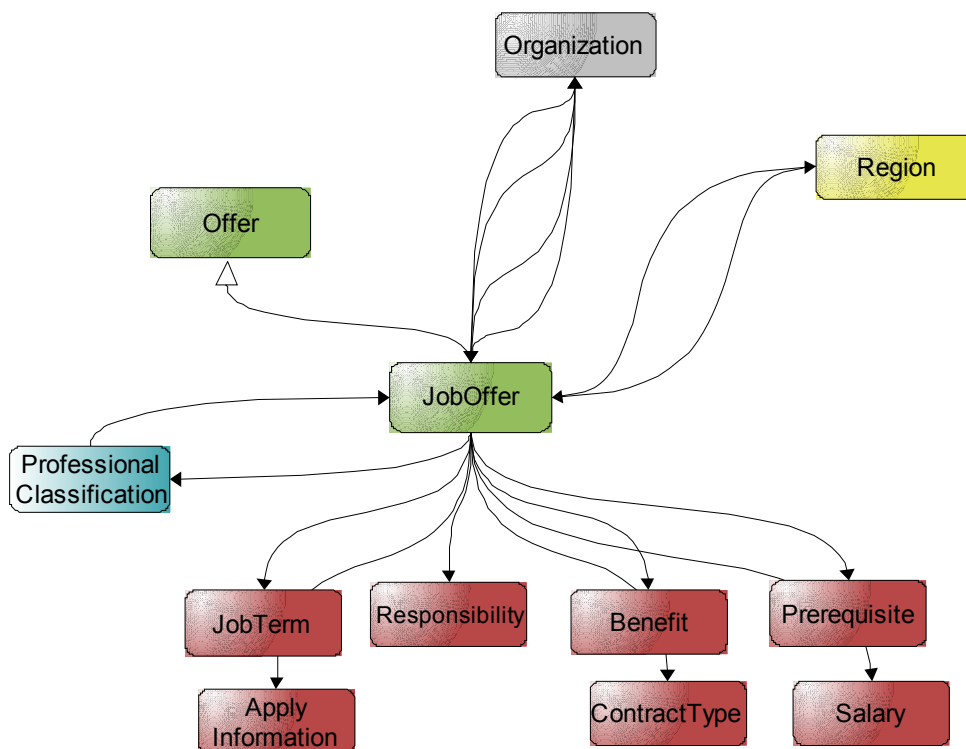 Organization
Region
Offer
JobOffer
Professional
Classification
JobTerm
Responsibility
Benefit
Prerequisite
Apply
Information
ContractType
Salary